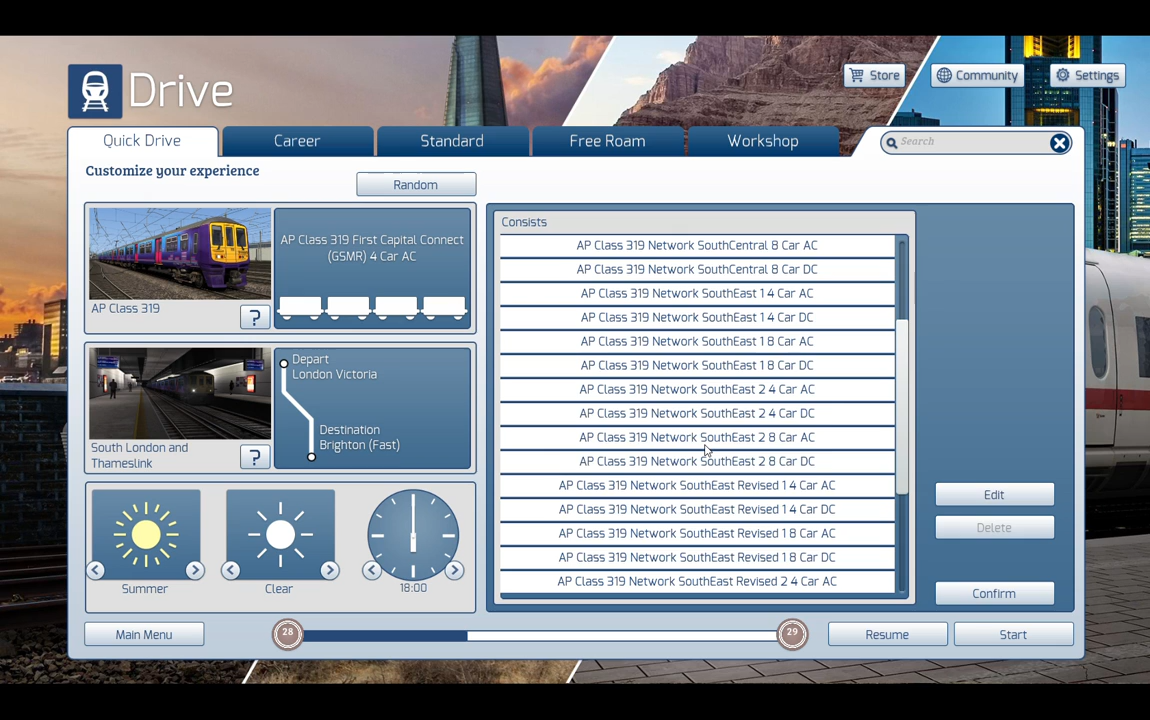 Drive
Store
Community
Settings
Quick Drive
Career
Standard
Free Roam
Workshop
Search
Customize your experience
Random
AP Class 319
?
AP Class 319 First Capital Connect
(GSMR) 4 Car AC
South London and
Thameslink
?
Depart
London Victoria
Destination
Brighton (Fast)
Summer
Clear
18:00
Consists
AP Class 319 Network SouthCentral 8 Car AC
AP Class 319 Network SouthCentral 8 Car DC
AP Class 319 Network SouthEast 1 4 Car AC
AP Class 319 Network SouthEast 1 4 Car DC
AP Class 319 Network SouthEast 1 8 Car AC
AP Class 319 Network SouthEast 1 8 Car DC
AP Class 319 Network SouthEast 2 4 Car AC
AP Class 319 Network SouthEast 2 4 Car DC
AP Class 319 Network SouthEast 2 8 Car AC
AP Class 319 Network SouthEast 2 8 Car DC
AP Class 319 Network SouthEast Revised 1 4 Car AC
AP Class 319 Network SouthEast Revised 1 4 Car DC
AP Class 319 Network SouthEast Revised 1 8 Car AC
AP Class 319 Network SouthEast Revised 1 8 Car DC
AP Class 319 Network SouthEast Revised 2 4 Car AC
Edit
Delete
Confirm
Main Menu
28
29
Resume
Start